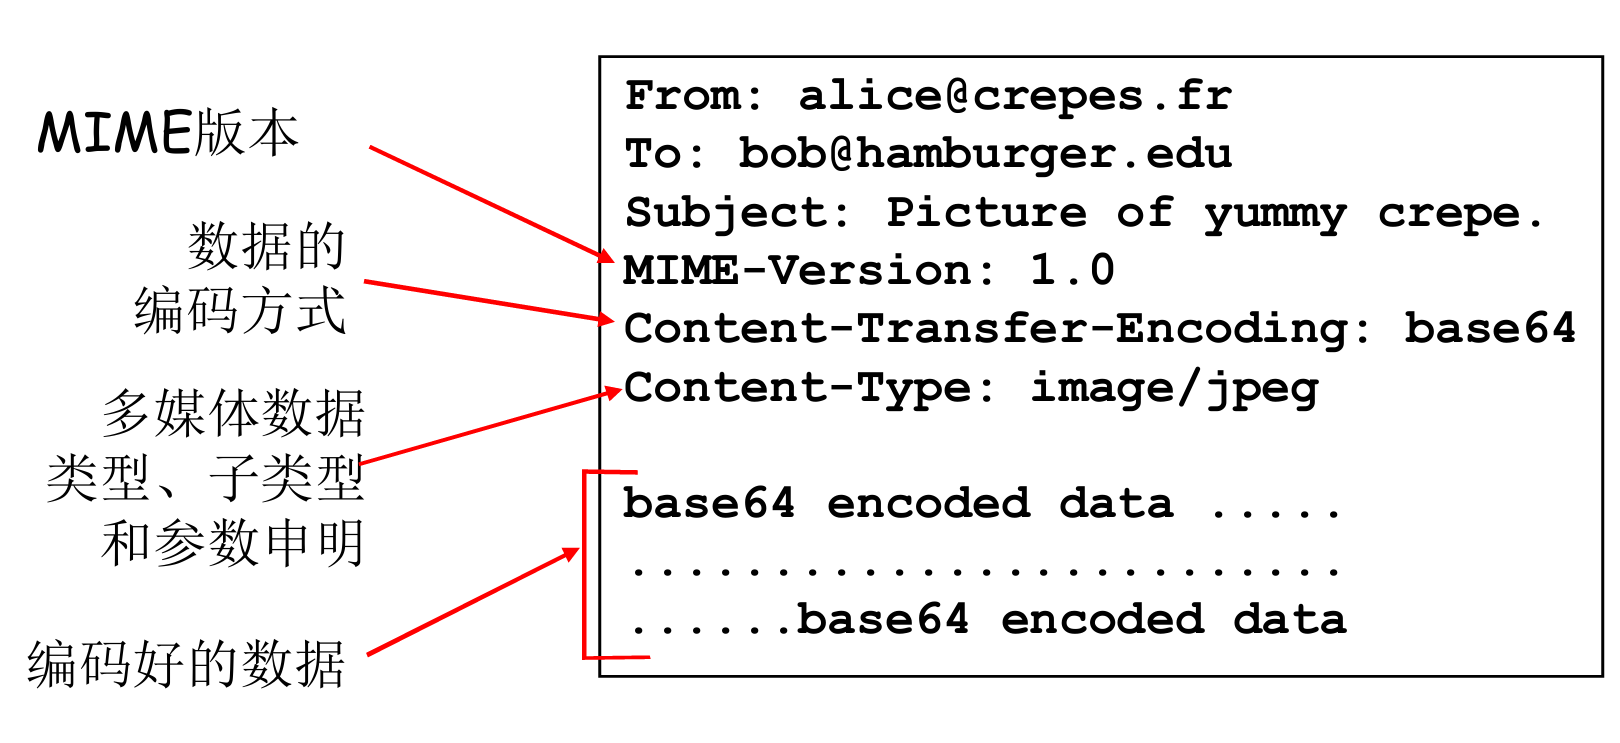 MIME版本
数据的
编码方式
多媒体数据
类型、子类型
和参数申明
编码好的数据
From: alice@crepes.fr
To: bob@hamburger.edu
Subject: Picture of yummy crepe.
MIME-Version: 1.0
Content-Transfer-Encoding: base64
Content-Type: image/jpeg
base64 encoded data .....
.........................
......base64 encoded data